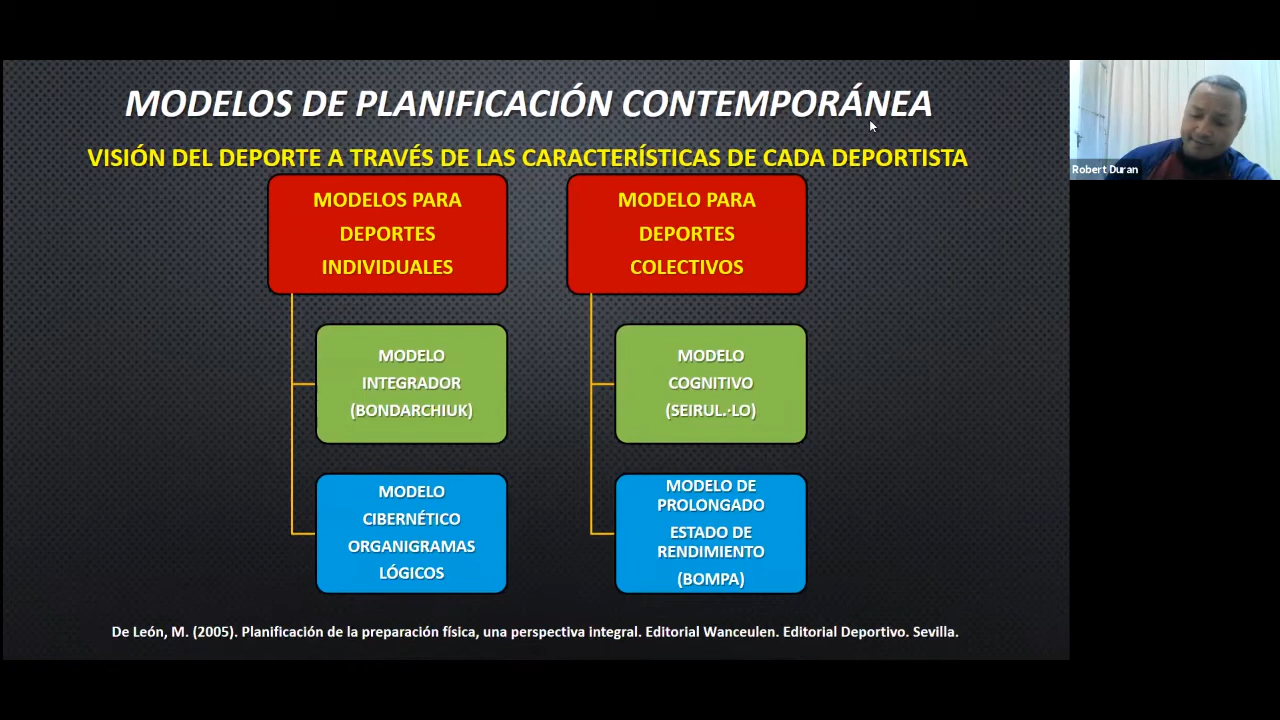 MODELOS DE PLANIFICACIÓN CONTEMPORÁNEA
VISIÓN DEL DEPORTE A TRAVÉS DE LAS CARACTERÍSTICAS DE CADA DEPORTISTA
MODELOS PARA
DEPORTES
INDIVIDUALES
MODELO
INTEGRADOR
(BONDARCHIUK)
MODELO
CIBERNÉTICO
ORGANIGRAMAS
LÓGICOS
MODELO PARA
DEPORTES
COLECTIVOS
MODELO
COGNITIVO
(SEIRUL.·LO)
MODELO DE
PROLONGADO
ESTADO DE
RENDIMIENTO
(BOMPA)
De León, M. (2005). Planificación de la preparación física, una perspectiva integral. Editorial Wanceulen. Editorial Deportivo. Sevilla.
Robert Duran